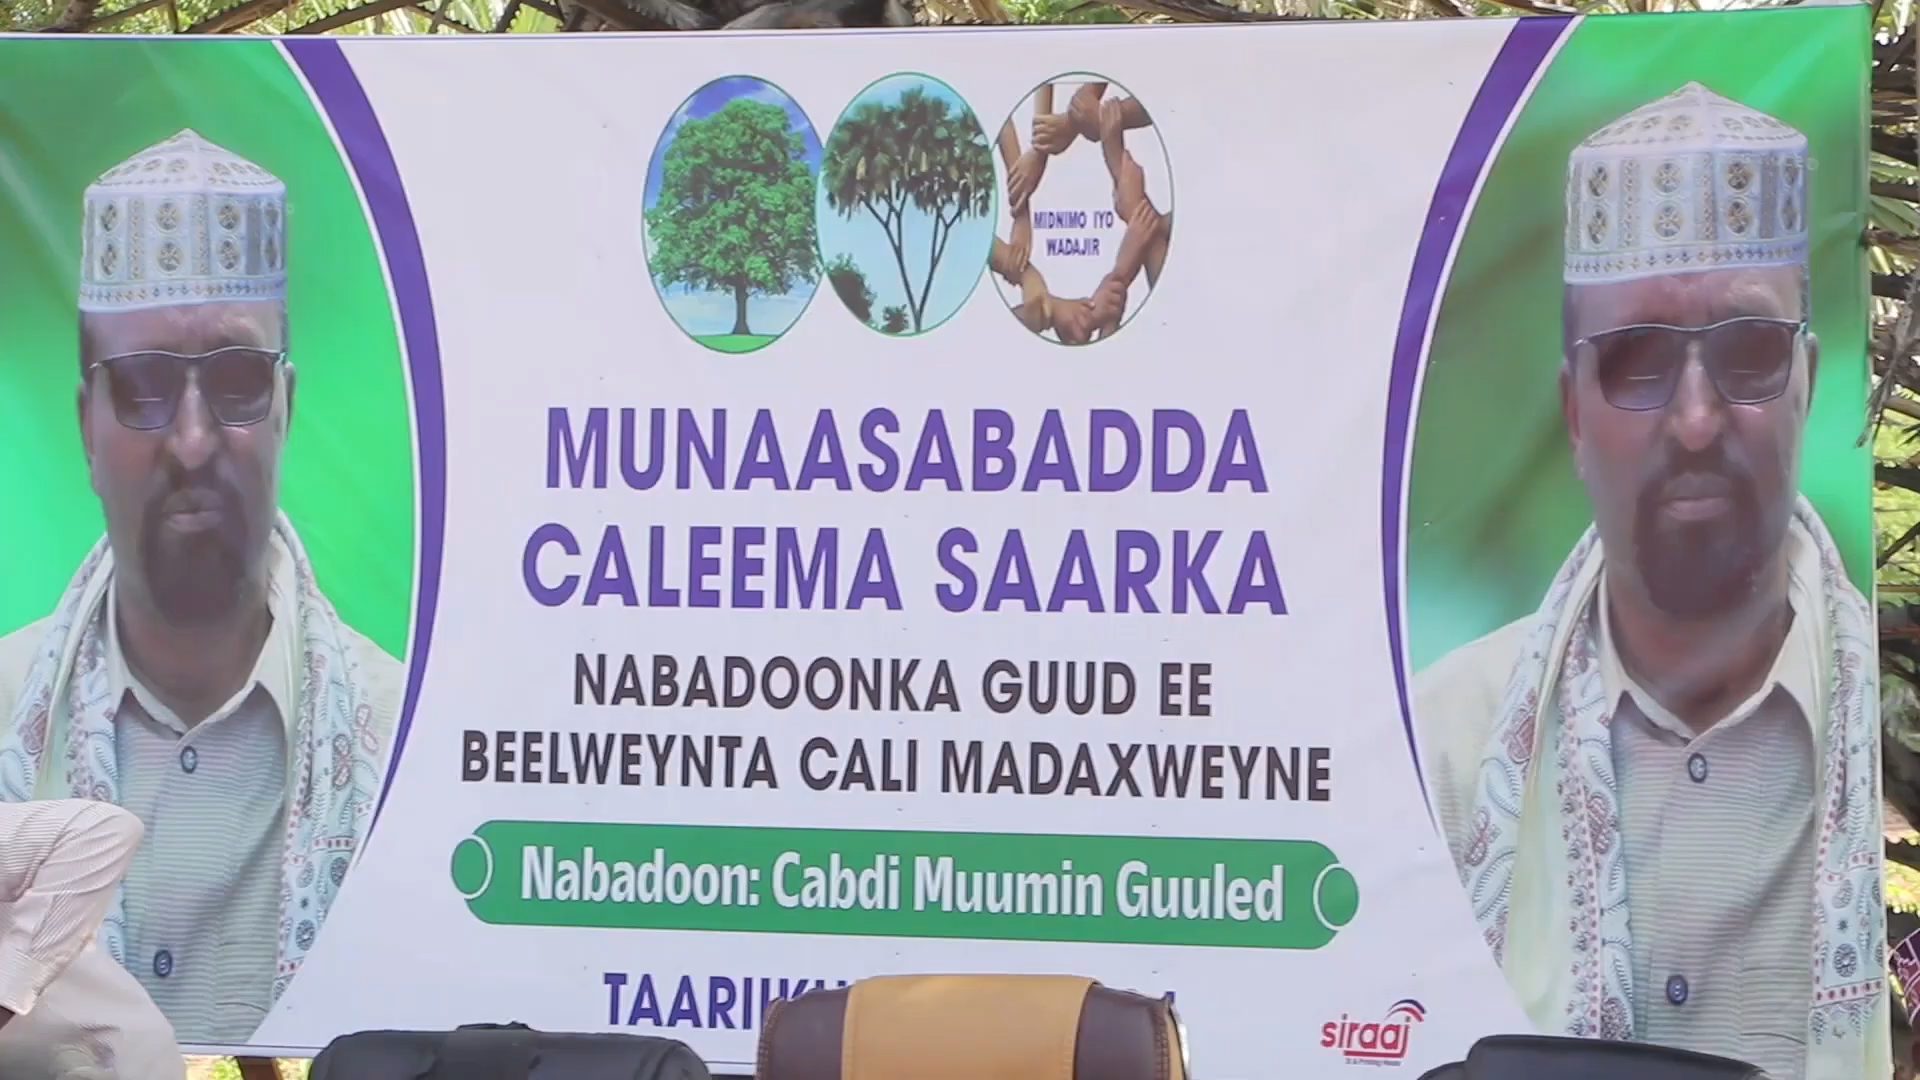 MIDNIMO IYO
WADAJIR
MUNAASABADDA
CALEEMA SAARKA
NABADOONKA GUUD EE
BEELWEYNTA CALI MADAXWEYNE
Nabadoon: Cabdi Muumin Guuled
siraaj